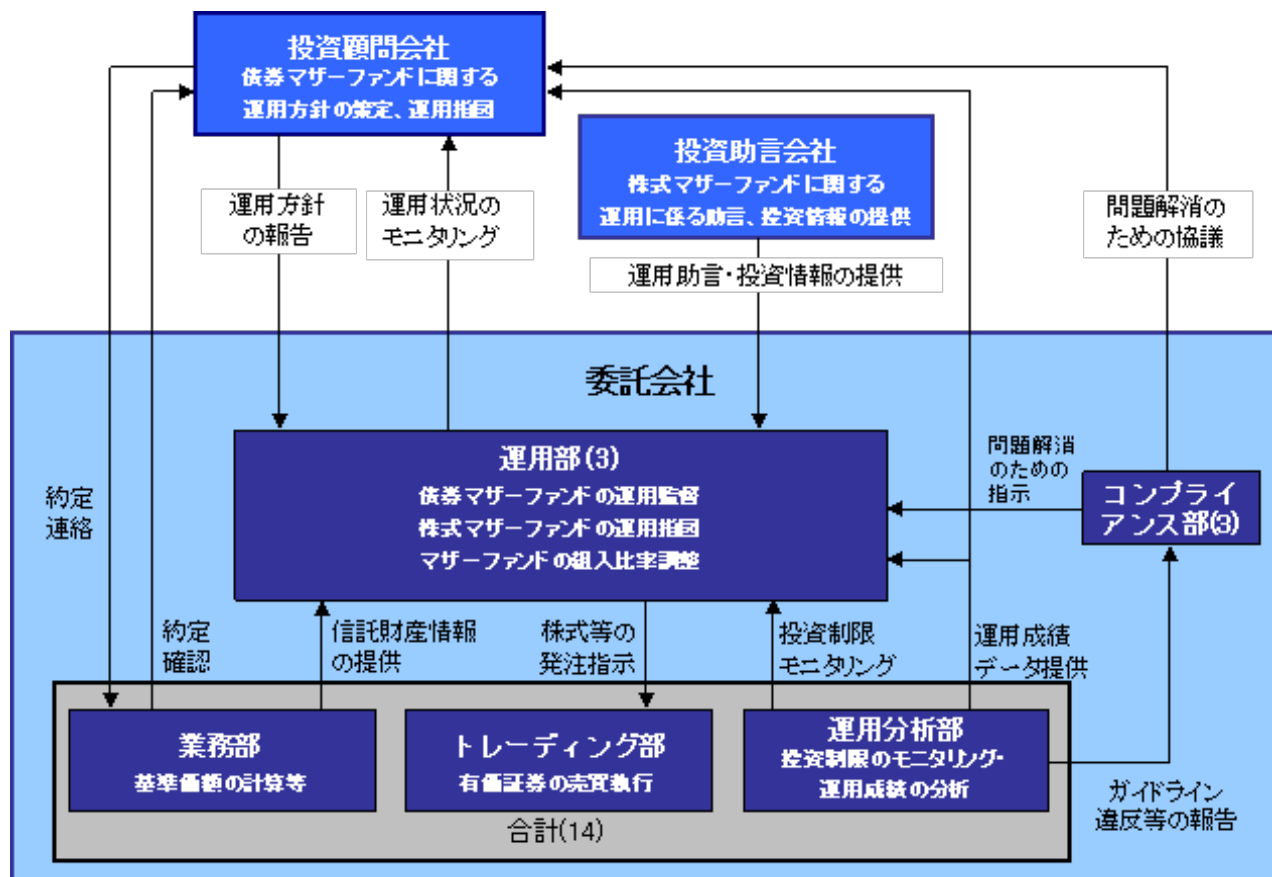 投資顧問会社
債券マザーファンドに関する
運用方針の策定、運用指図
投資助言会社
株式マザーファンドに関する
運用に係る助言、投資情報の提供
運用方針
の報告
運用状況の
モニタリング
問題解消の
ための協議
運用助言・投資情報の提供
委託会社
運用部(3)
債券マザーファンドの運用監督
株式マザーファンドの運用指図
マザーファンドの組入比率調整
問題解消
のための
指示
コンプライ
アンス部(3)
約定
連絡
約定
確認
信託財産情報
の提供
株式等の
発注指示
投資制限
モニタリング
運用成績
データ提供
業務部
基準価額の計算等
トレーディング部
有価証券の売買執行
運用分析部
投資制限のモニタリング・
運用成績の分析
ガイドライン
違反等の報告
合計(14)